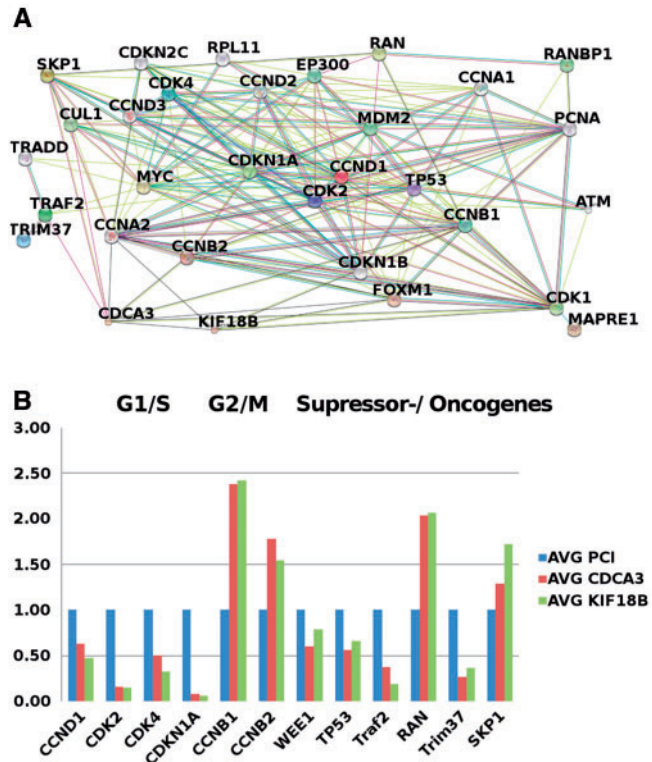 A
SKP1
CDKN2C
RPL11
RAN
RANBP1
CDK4
CCND2
EP300
CCNA1
CUL1
CCND3
MDM2
PCNA
TRADD
MYC
CDKN1A
CCND1
TP53
CDK2
ATM
TRAF2
TRIM37
CCNA2
CCNB1
CCNB2
CDKN1B
FOXM1
CDK1
CDCA3
KIF18B
MAPRE1
B
G1/S G2/M Supressor-/ Oncogenes
3.00
2.50
2.00
1.50
1.00
0.50
0.00
AVG PCI
AVG CDCA3
AVG KIF18B
CCND1
CDK2
CDK4
CDKN1A
CCNB1
CCNB2
WEE1
TP53
Traf2
RAN
Trim37
SKP1